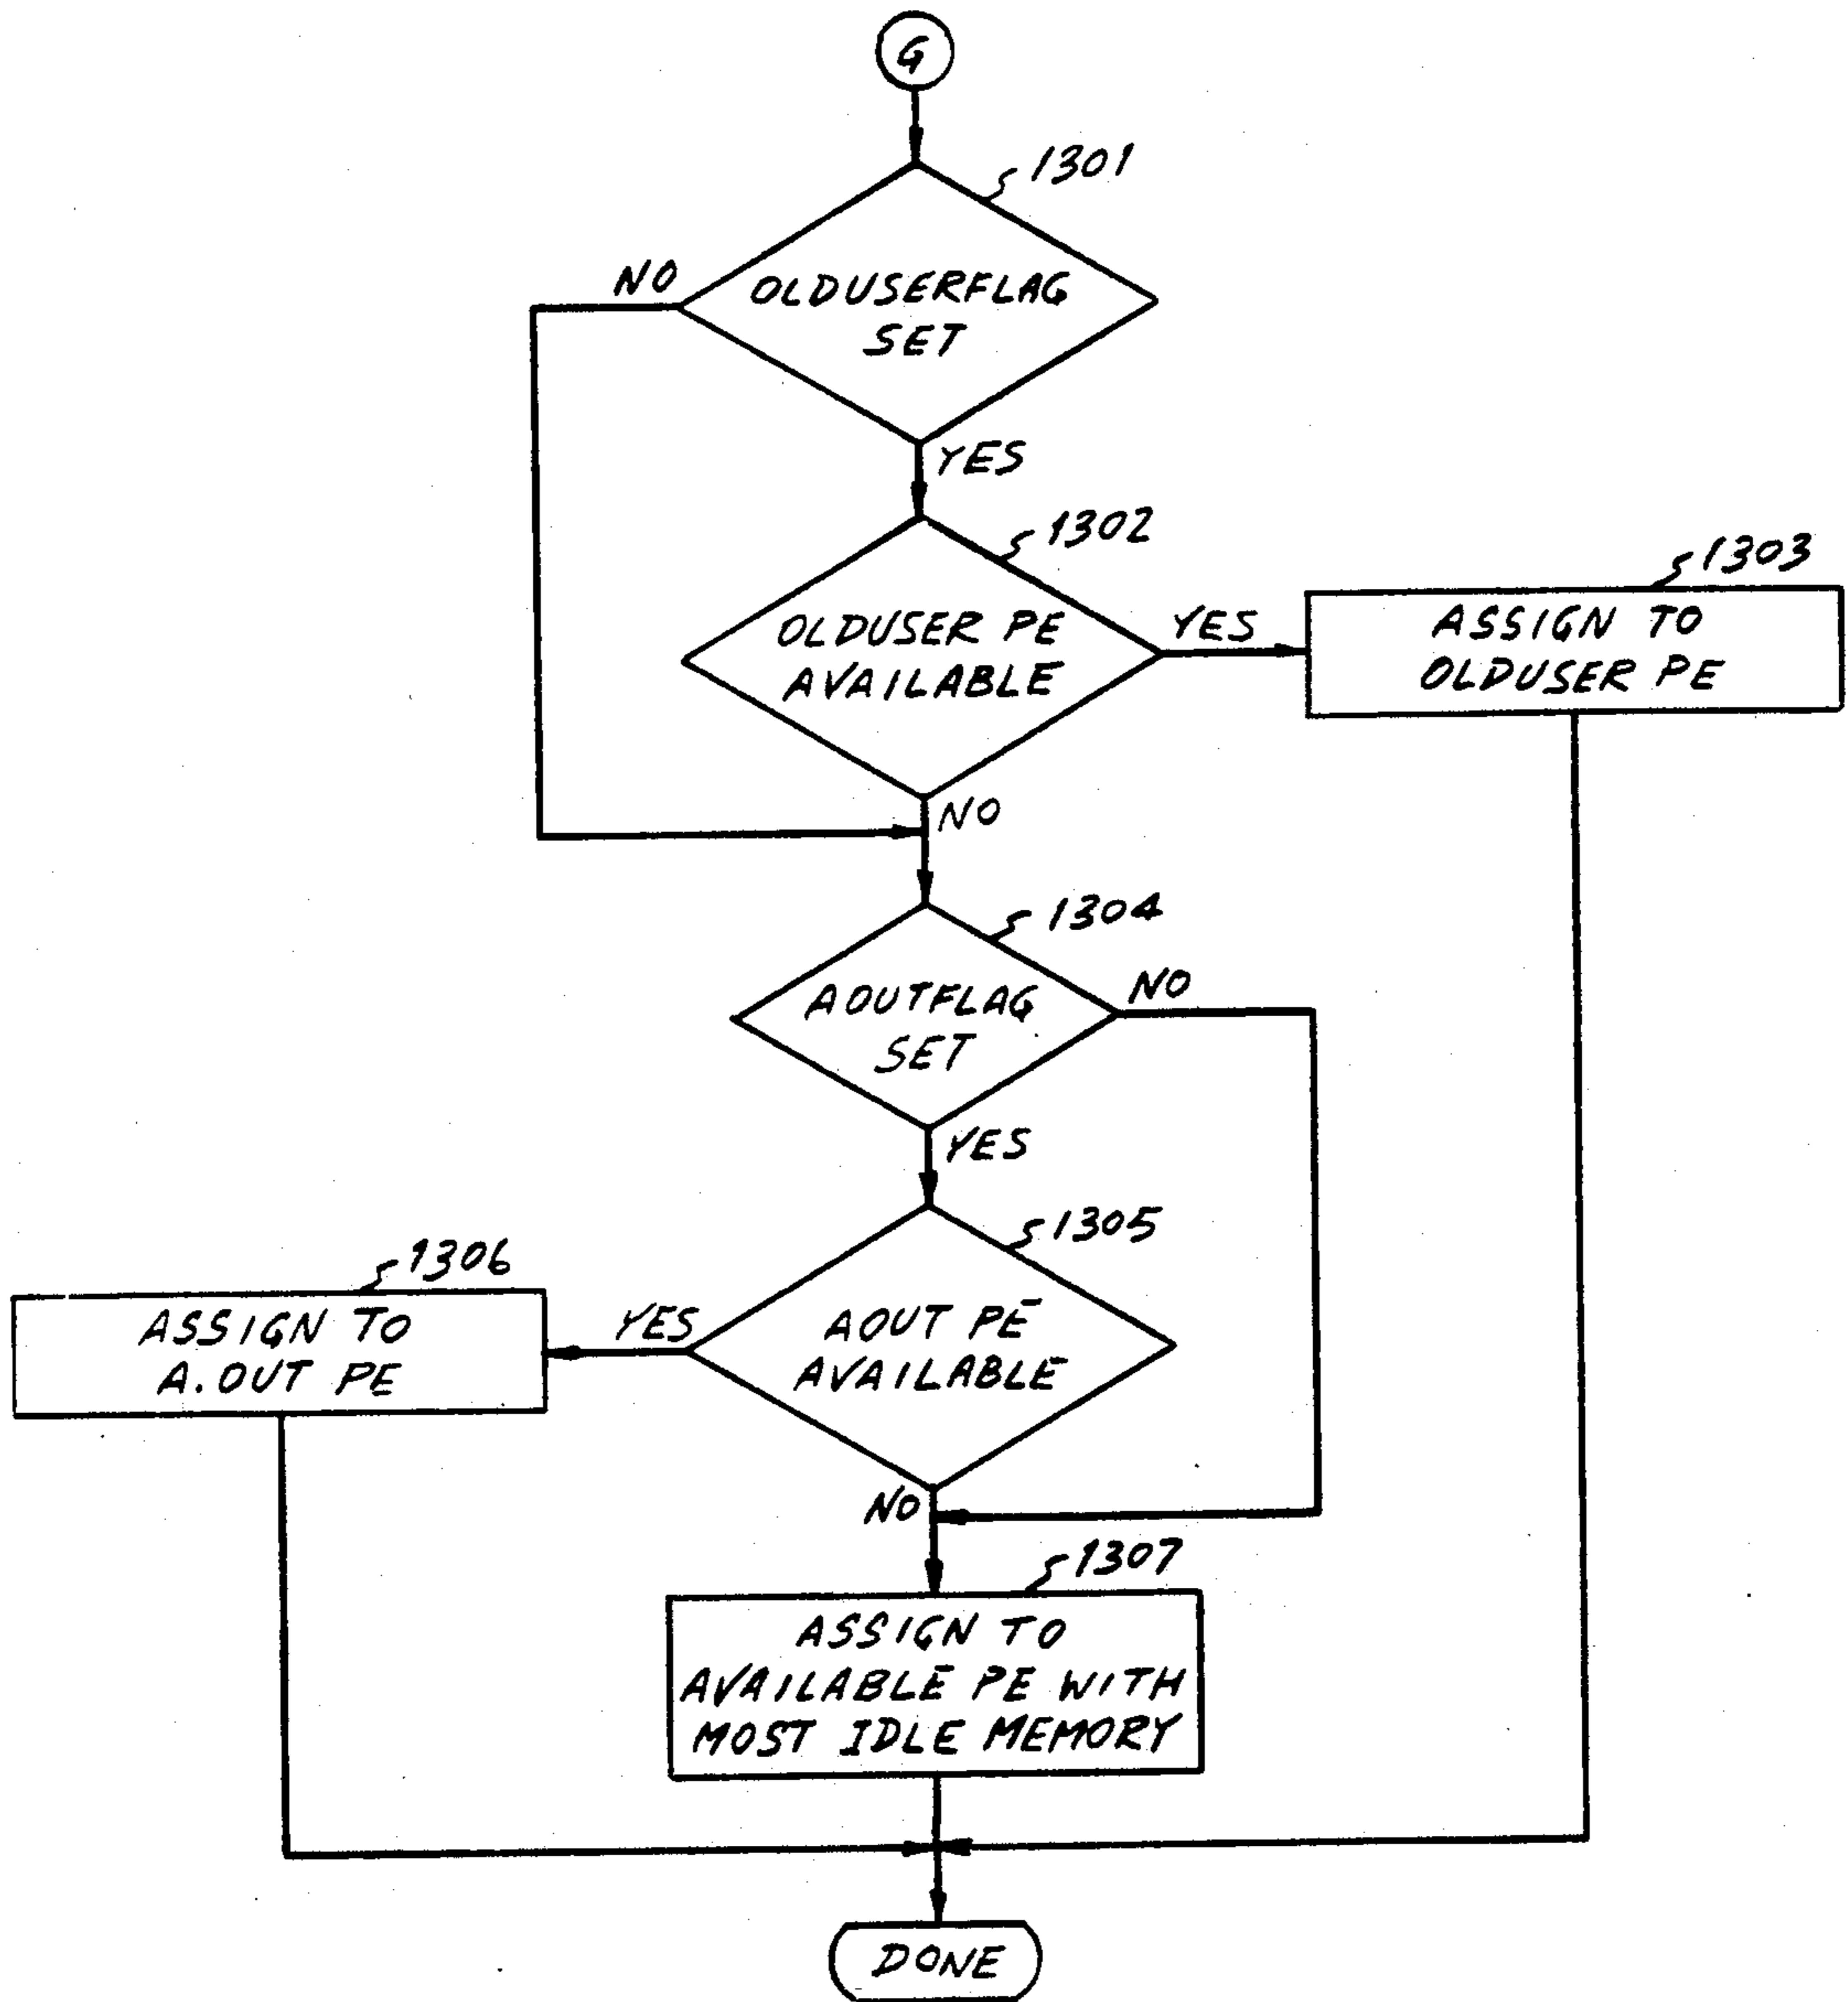 G
1301
NO
OLDUSERFLAG
SET
YES
1302
1303
OLDUSER PE
AVAILABLE
YES
ASSIGN TO
OLDUSER PE
NO
1304
AOUTFLAG
SET
NO
YES
1305
1306
ASSIGN TO
A.OUT PE
YES
AOUT PE
AVAILABLE
NO
1307
ASSIGN TO
AVAILABLE PE WITH
MOST IDLE MEMORY
DONE